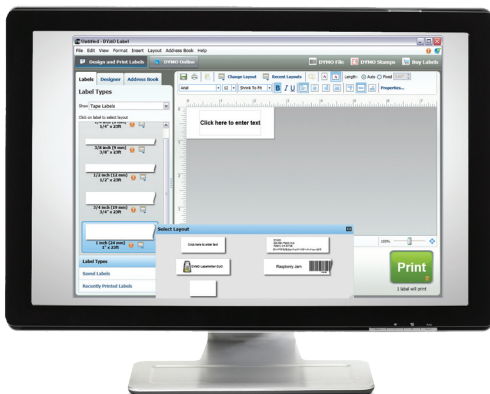 Untitled - DYMO Label
File Edit View Format Insert Layout Address Book Help
Design and Print Labels DYMO Online DYMO File DYMO Stamps Buy Labels
Labels Designer Address Book
Change Layout Recent Layouts Length: Auto Fixed
Arial 32 Shrink To Fit B I U Properties...
Label Types
Show Tape Labels
Click on label to select layout
1/4" x 23ft
3/8 inch (9 mm)
3/8" x 23ft
1/2 inch (12 mm)
1/2" x 23ft
3/4 inch (19 mm)
3/4" x 23ft
1 inch (24 mm)
1" x 23ft
Click here to enter text
Select Layout
Click here to enter text
Raspberry Jam
Label Types
Saved Labels
Recently Printed Labels
100%
Print
1 label will print